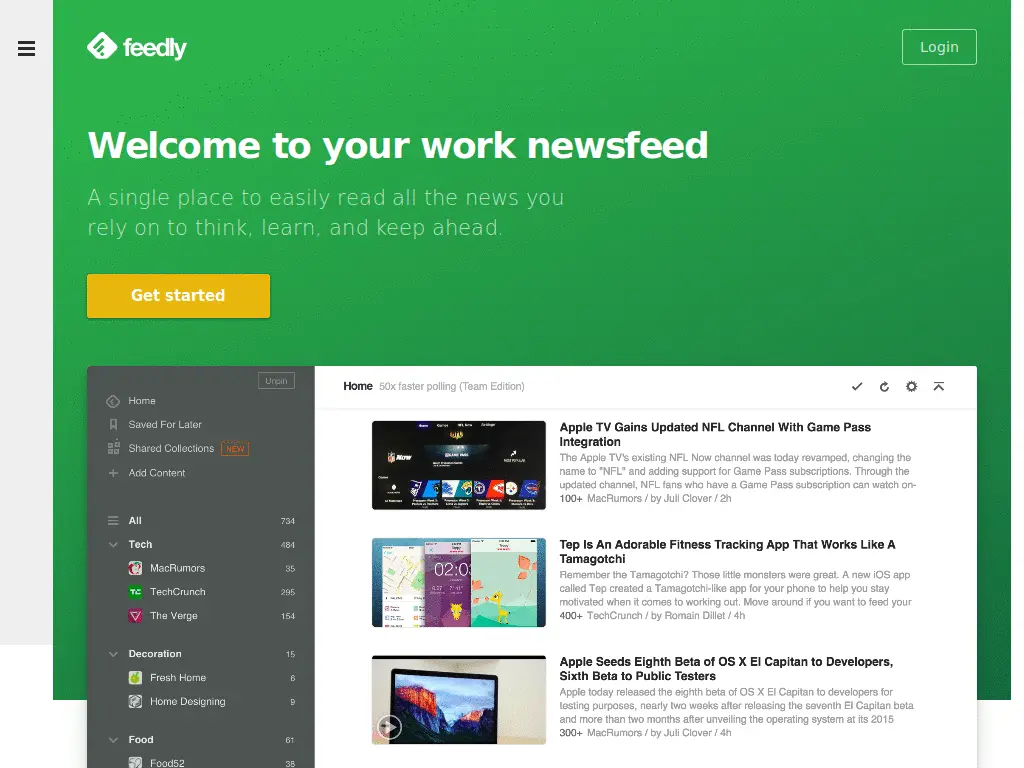 feedly
Login
Welcome to your work newsfeed
A single place to easily read all the news you
rely on to think, learn, and keep ahead.
Get started
Unpin
Home
Saved For Later
Shared Collections NEW
Add Content
All 734
Tech 484
MacRumors 35
TechCrunch 295
The Verge 154
Decoration 15
Fresh Home 6
Home Designing 9
Food 61
Food52 38
Home 50x faster polling (Team Edition)
Apple TV Gains Updated NFL Channel With Game Pass
Integration
The Apple TV's existing NFL Now channel was today revamped, changing the
name to "NFL" and adding support for Game Pass subscriptions. Through the
updated channel, NFL fans who have a Game Pass subscription can watch on-
100+ MacRumors / by Juli Clover / 2h
Tep Is An Adorable Fitness Tracking App That Works Like A
Tamagotchi
Remember the Tamagotchi? Those little monsters were great. A new iOS app
called Tep created a Tamagotchi-like app for your phone to help you stay
motivated when it comes to working out. Move around if you want to feed your
400+ TechCrunch / by Romain Dillet / 4h
Apple Seeds Eighth Beta of OS X El Capitan to Developers,
Sixth Beta to Public Testers
Apple today released the eighth beta of OS X El Capitan to developers for
testing purposes, nearly two weeks after releasing the seventh El Capitan beta
and more than two months after unveiling the operating system at its 2015
300+ MacRumors / by Juli Clover / 4h